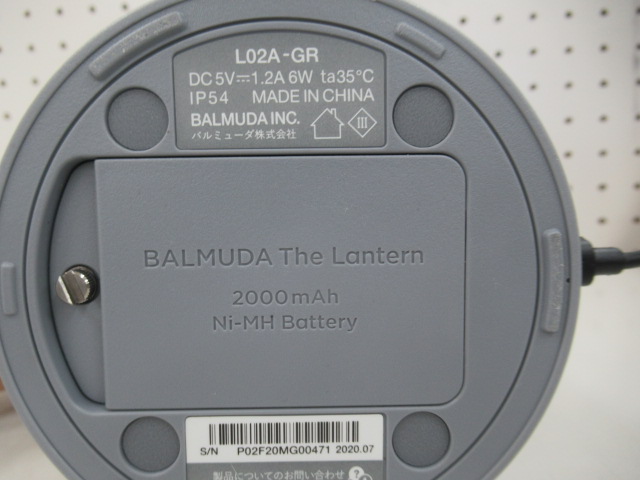 L02A-GR
DC5V⎓1.2A 6W ta35°C
IP54 MADE IN CHINA
BALMUDA INC.
バルミューダ株式会社
III
BALMUDA The Lantern
2000mAh
Ni-MH Battery
S/N P02F20MG00471 2020.07
製品についてのお問い合わせ ?